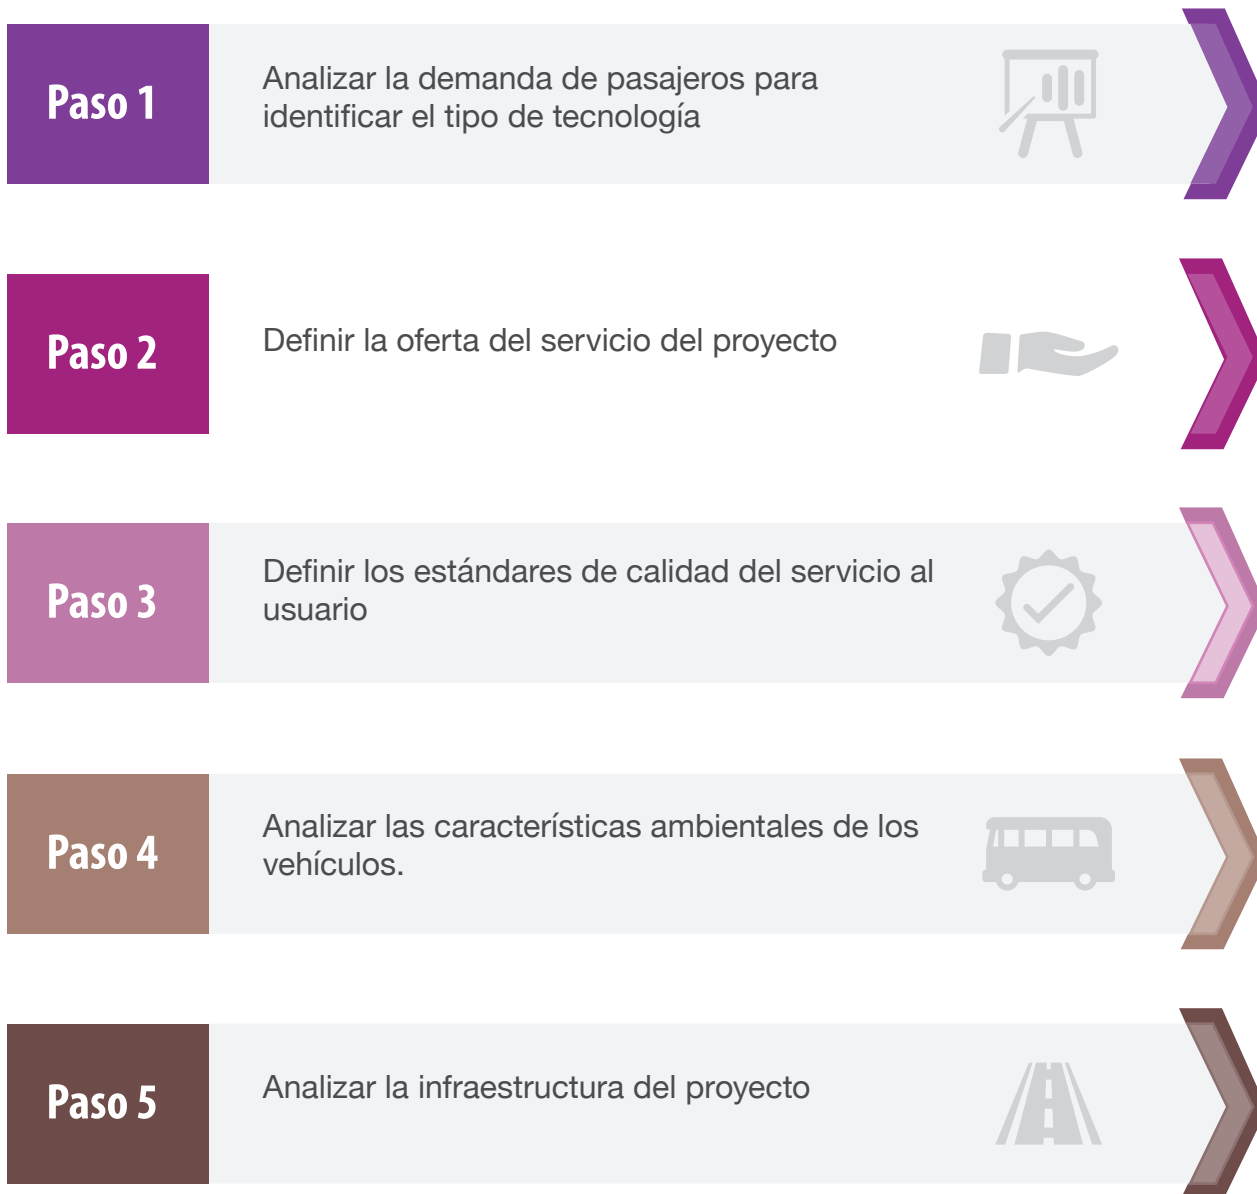 Paso 1
Analizar la demanda de pasajeros para
identificar el tipo de tecnología
Paso 2
Definir la oferta del servicio del proyecto
Paso 3
Definir los estándares de calidad del servicio al
usuario
Paso 4
Analizar las características ambientales de los
vehículos.
Paso 5
Analizar la infraestructura del proyecto